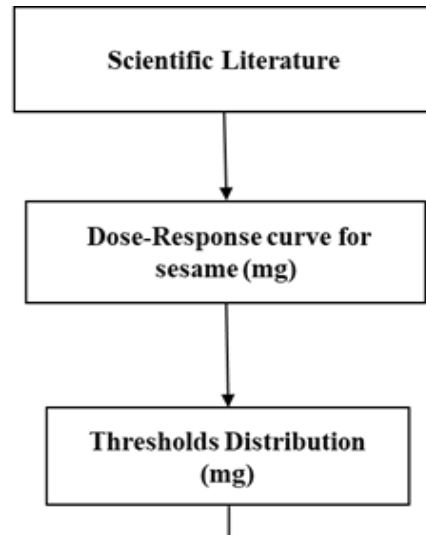 Scientific Literature
Dose-Response curve for
sesame (mg)
Thresholds Distribution
(mg)